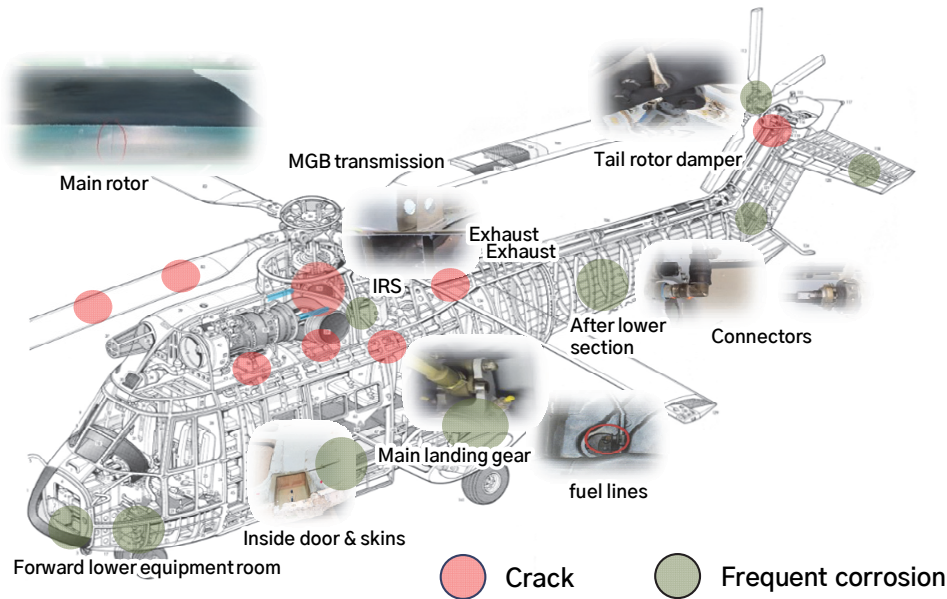 MGB transmission
Tail rotor damper
Main rotor
Exhaust
Exhaust
IRS
After lower
section
Connectors
Main landing gear
fuel lines
Inside door & skins
Forward lower equipment room
Crack
Frequent corrosion